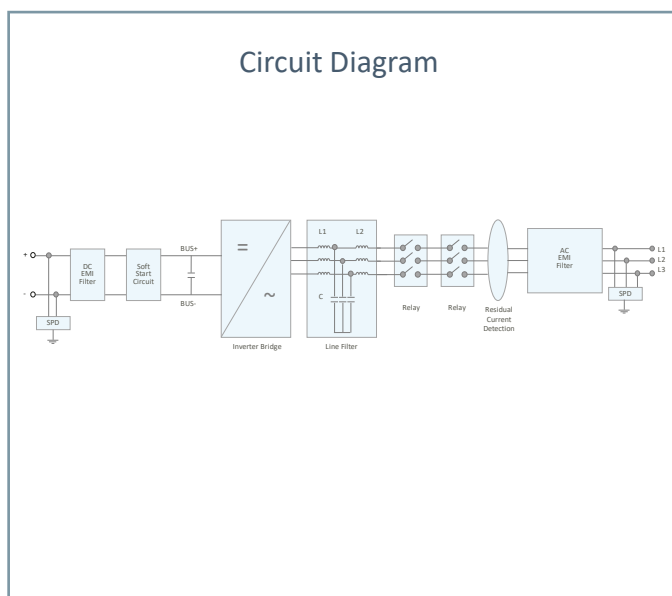 Circuit Diagram
+
-
SPD
DC
EMI
Filter
Soft
Start
Circuit
BUS+
BUS-
=
~
Inverter Bridge
L1
L2
C
Line Filter
Relay
Relay
Residual
Current
Detection
AC
EMI
Filter
L1
L2
L3
SPD